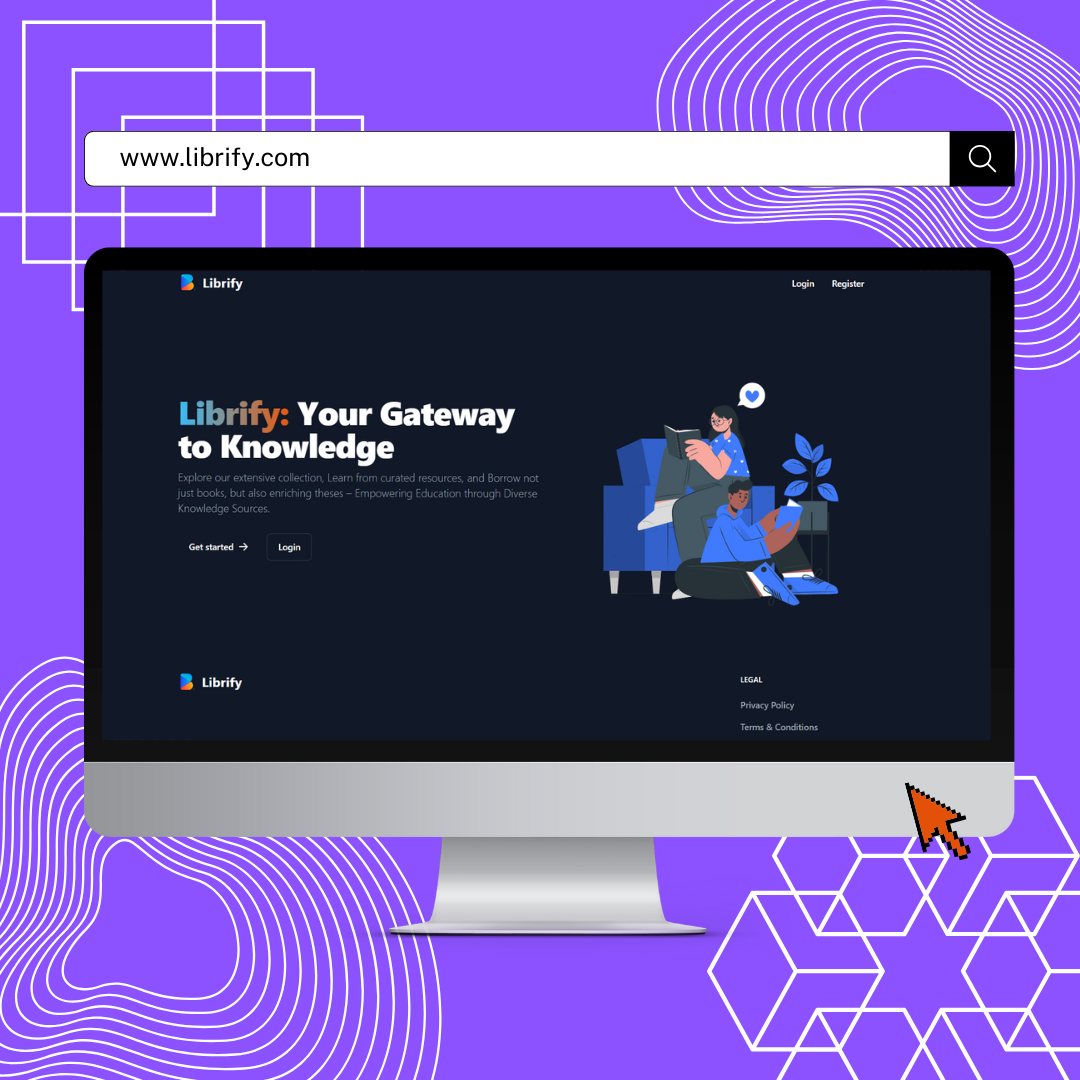 www.librify.com
Librify
Login
Register
Librify: Your Gateway
to Knowledge
Explore our extensive collection, Learn from curated resources, and Borrow not
just books, but also enriching theses – Empowering Education through Diverse
Knowledge Sources.
Get started →
Login
Librify
LEGAL
Privacy Policy
Terms & Conditions